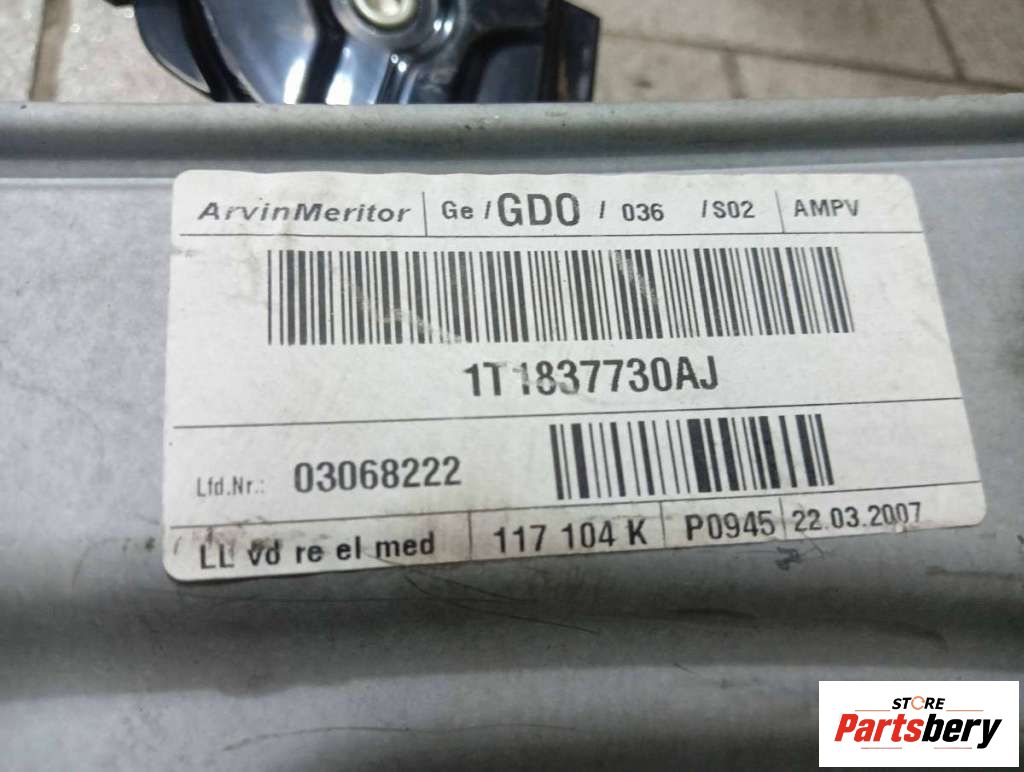 ArvinMeritor Ge / GDO / 036 / S02 AMPV
1T1837730AJ
Lfd.Nr.: 03068222
LL vd re el med 117 104 K P0945 22.03.2007
STORE
Partsbery